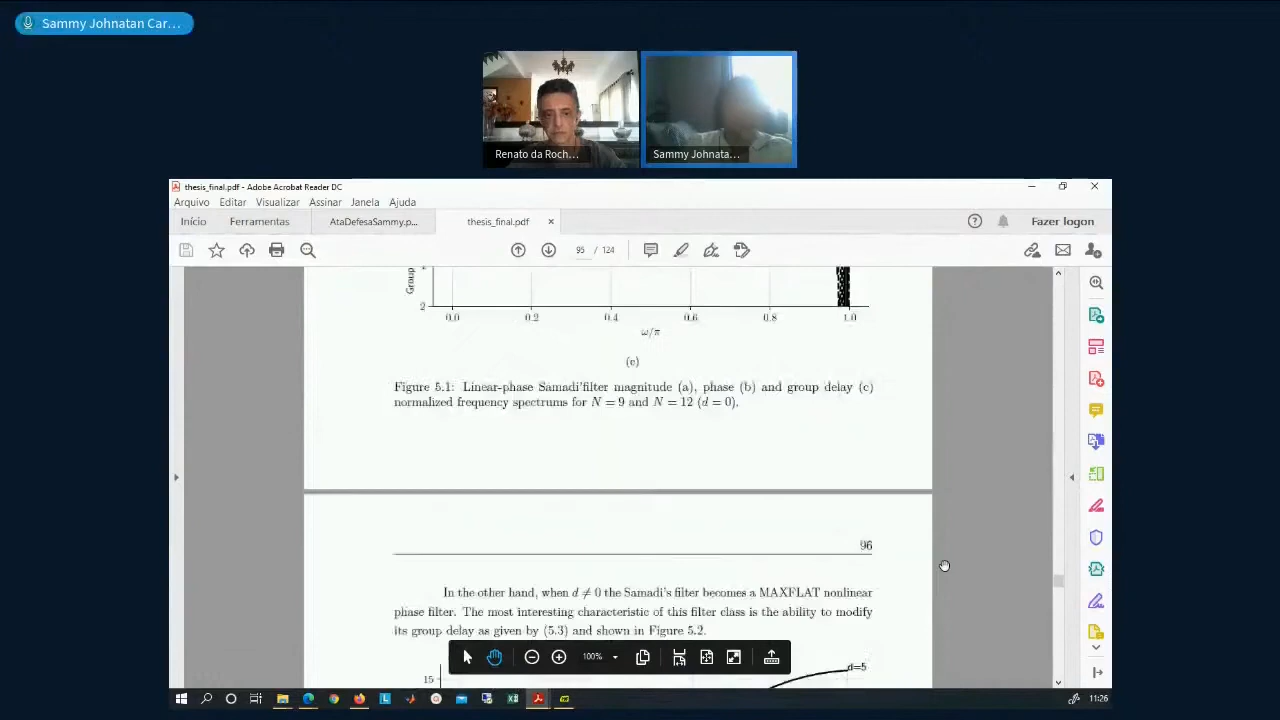 Sammy Johnatan Car...
Renato da Roch...
Sammy Johnata...
thesis_final.pdf - Adobe Acrobat Reader DC
Arquivo Editar Visualizar Assinar Janela Ajuda
Início Ferramentas AtaDefesaSammy.p... thesis_final.pdf × Fazer logon
95 / 124
Group
2
0.0 0.2 0.4 0.6 0.8 1.0
ω/π
(c)
Figure 5.1: Linear-phase Samadi'filter magnitude (a), phase (b) and group delay (c)
normalized frequency spectrums for N = 9 and N = 12 (d = 0).
96
In the other hand, when d ≠ 0 the Samadi's filter becomes a MAXFLAT nonlinear
phase filter. The most interesting characteristic of this filter class is the ability to modify
its group delay as given by (5.3) and shown in Figure 5.2.
100%
d=5
15
11:26